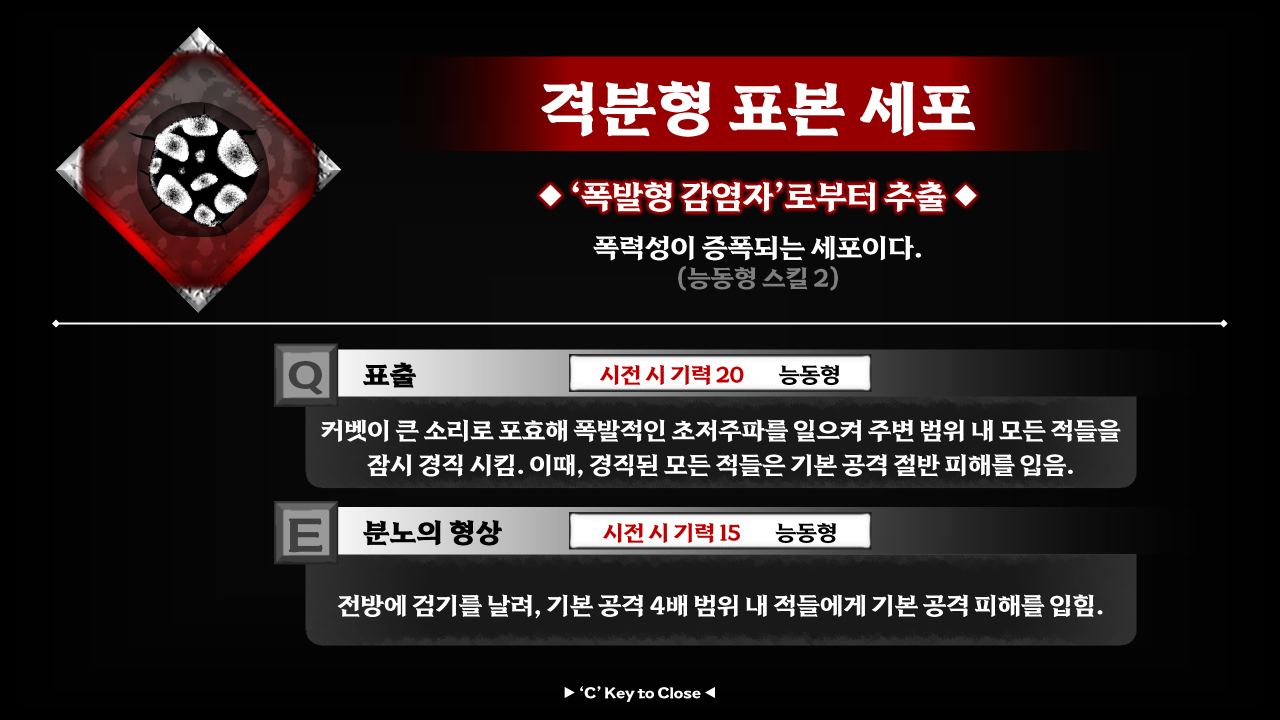 격분형 표본 세포
◆ ‘폭발형 감염자’로부터 추출 ◆
폭력성이 증폭되는 세포이다.
(능동형 스킬 2)
Q 표출 시전 시 기력 20 능동형
커벳이 큰 소리로 포효해 폭발적인 초저주파를 일으켜 주변 범위 내 모든 적들을
잠시 경직 시킴. 이때, 경직된 모든 적들은 기본 공격 절반 피해를 입음.
E 분노의 형상 시전 시 기력 15 능동형
전방에 검기를 날려, 기본 공격 4배 범위 내 적들에게 기본 공격 피해를 입힘.
▶ ‘C’ Key to Close ◀